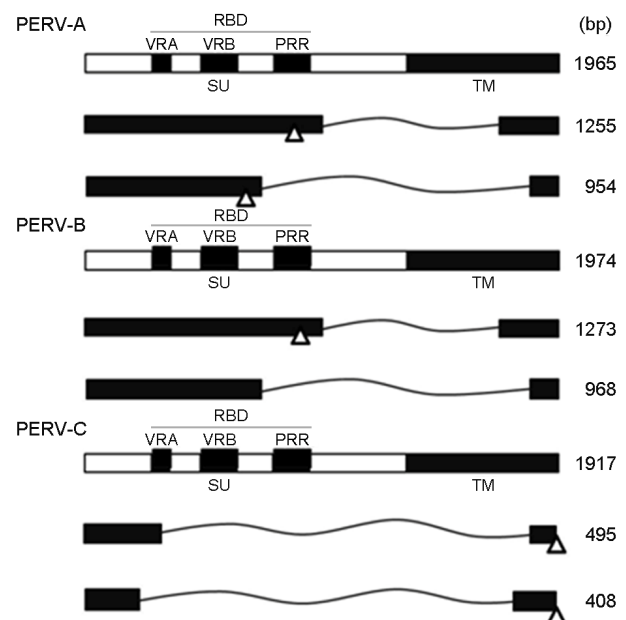 PERV-A RBD (bp)
VRA VRB PRR
1965
SU TM
1255
954
PERV-B RBD
VRA VRB PRR
1974
SU TM
1273
968
PERV-C RBD
VRA VRB PRR
1917
SU TM
495
408